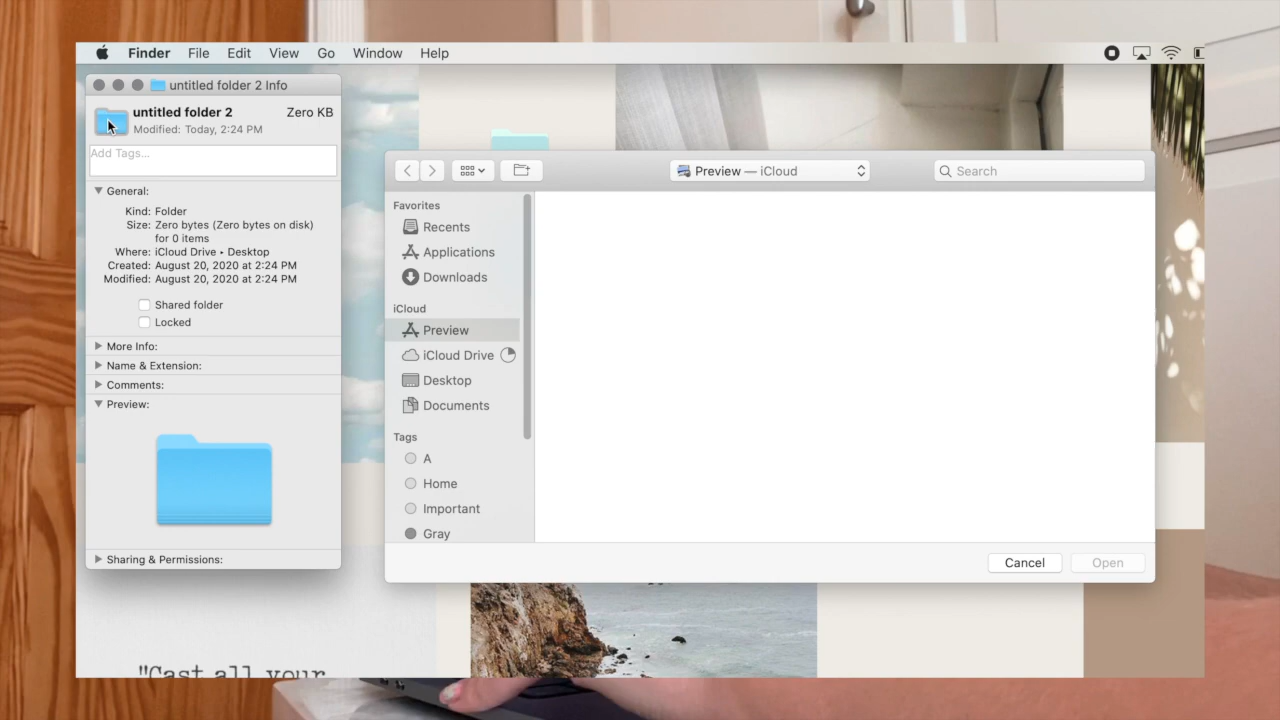 Finder File Edit View Go Window Help
untitled folder 2 Info
untitled folder 2 Zero KB
Modified: Today, 2:24 PM
Add Tags...
General:
Kind: Folder
Size: Zero bytes (Zero bytes on disk)
for 0 items
Where: iCloud Drive ‣ Desktop
Created: August 20, 2020 at 2:24 PM
Modified: August 20, 2020 at 2:24 PM
Shared folder
Locked
More Info:
Name & Extension:
Comments:
Preview:
Sharing & Permissions:
Preview — iCloud
Search
Favorites
Recents
Applications
Downloads
iCloud
Preview
iCloud Drive
Desktop
Documents
Tags
A
Home
Important
Gray
Cancel Open
"Cast all your